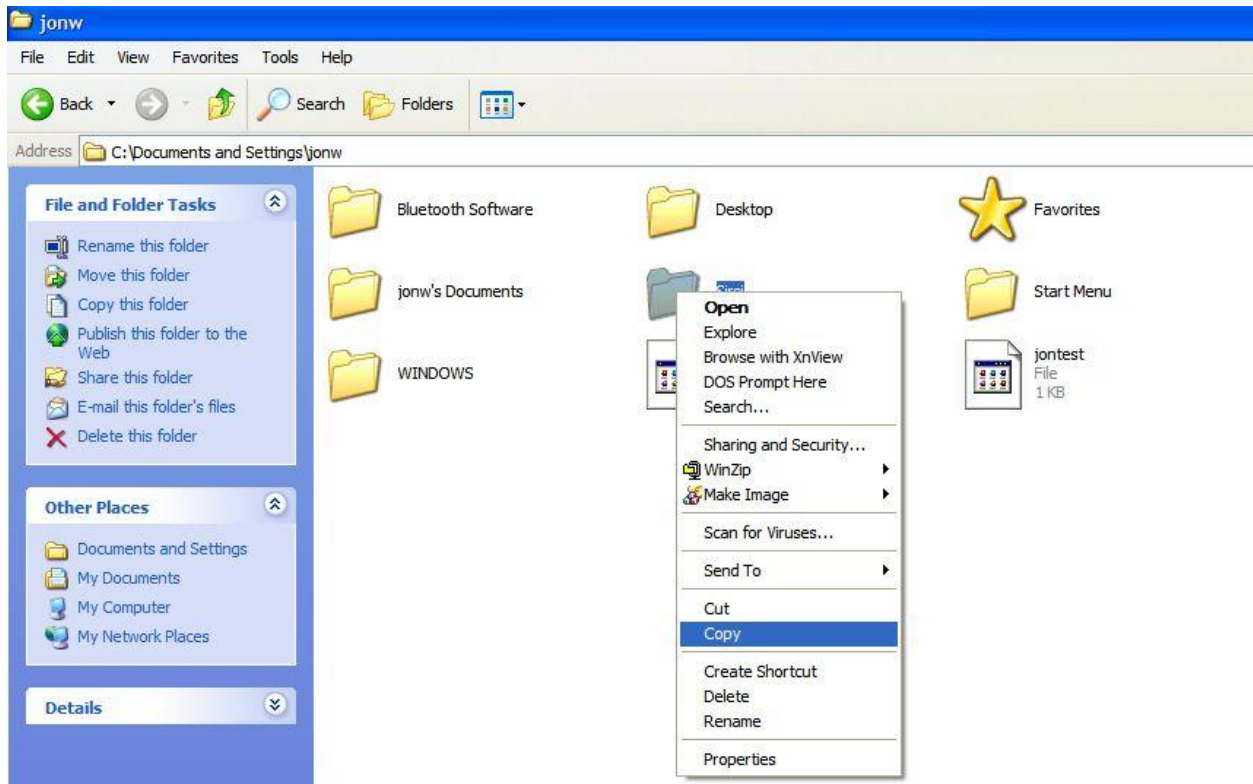 jonw
File Edit View Favorites Tools Help
Back Search Folders
Address C:\Documents and Settings\jonw
File and Folder Tasks
Rename this folder
Move this folder
Copy this folder
Publish this folder to the
Web
Share this folder
E-mail this folder's files
Delete this folder
Other Places
Documents and Settings
My Documents
My Computer
My Network Places
Details
Bluetooth Software Desktop Favorites
jonw's Documents Start Menu
WINDOWS jontest
File
1 KB
Open
Explore
Browse with XnView
DOS Prompt Here
Search...
Sharing and Security...
WinZip
Make Image
Scan for Viruses...
Send To
Cut
Copy
Create Shortcut
Delete
Rename
Properties